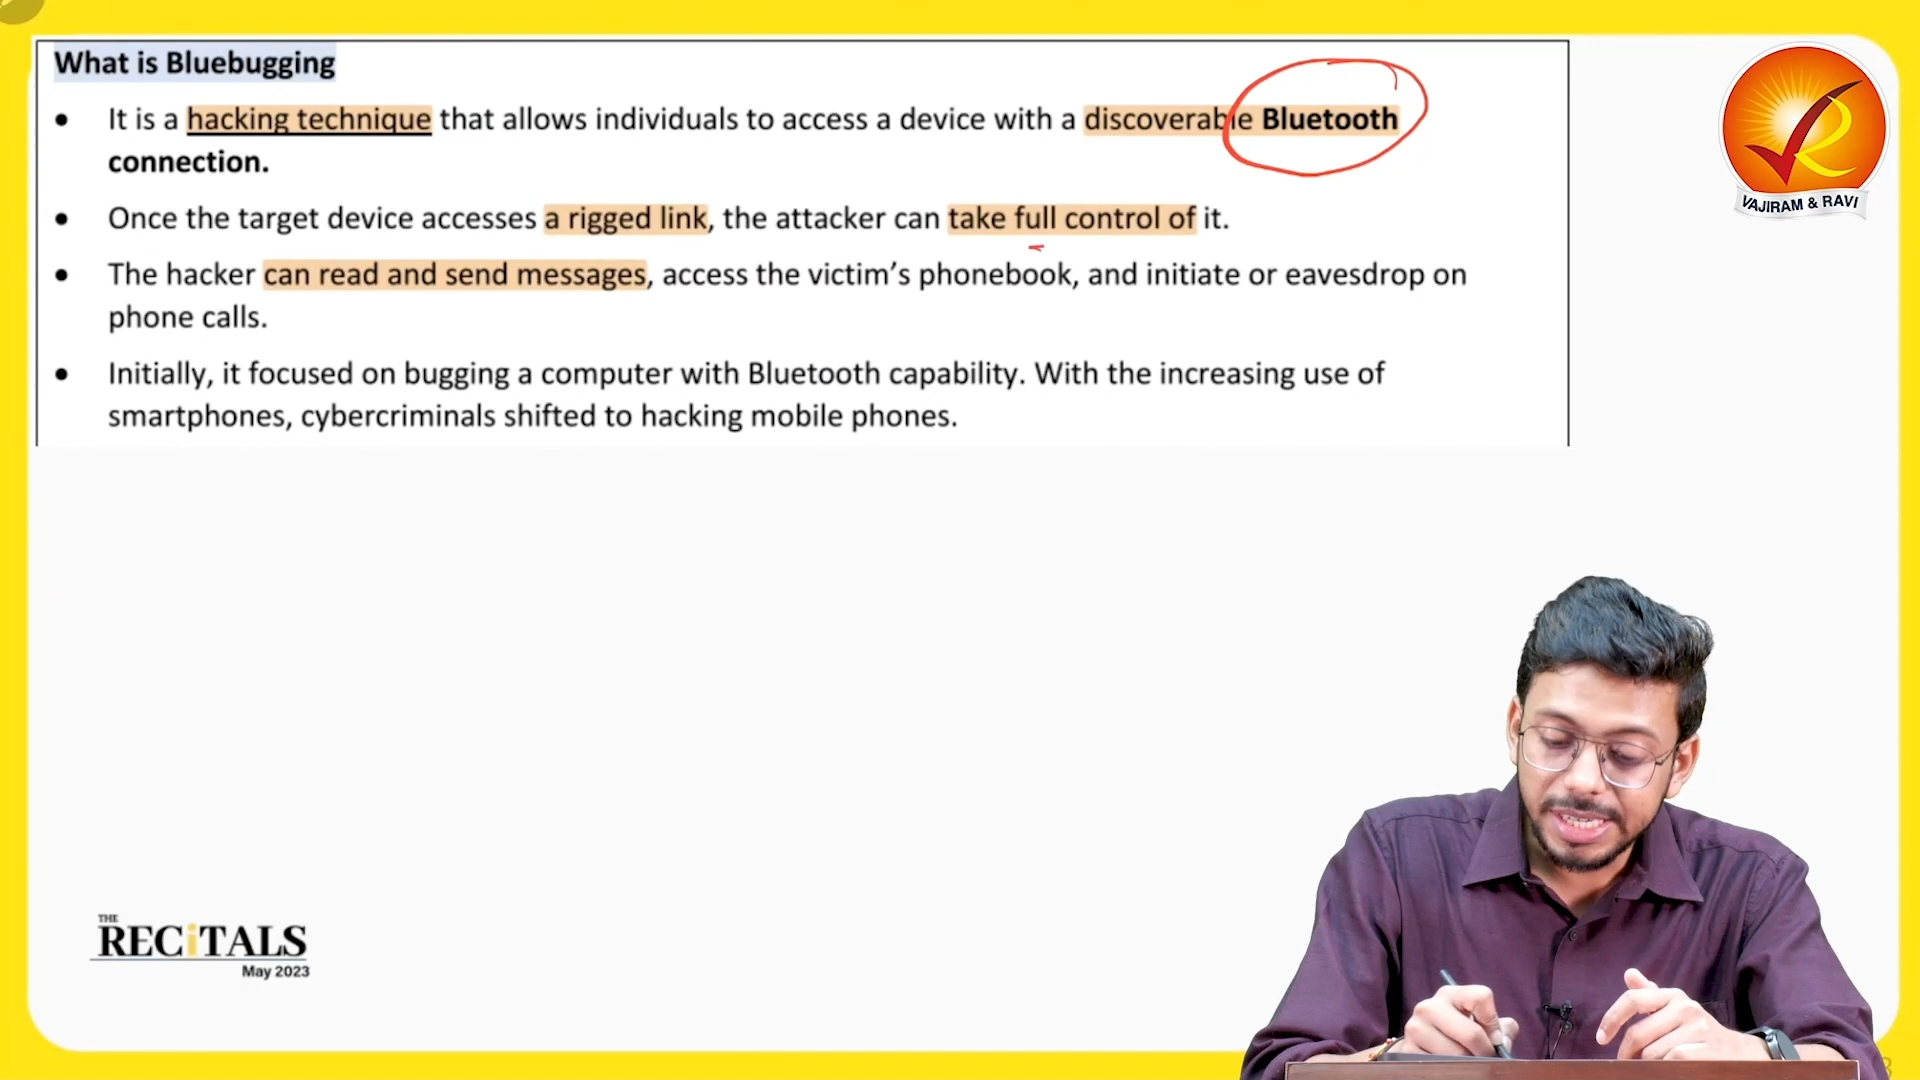 What is Bluebugging
• It is a hacking technique that allows individuals to access a device with a discoverable Bluetooth
connection.
• Once the target device accesses a rigged link, the attacker can take full control of it.
• The hacker can read and send messages, access the victim’s phonebook, and initiate or eavesdrop on
phone calls.
• Initially, it focused on bugging a computer with Bluetooth capability. With the increasing use of
smartphones, cybercriminals shifted to hacking mobile phones.
VAJIRAM & RAVI
THE
RECiTALS
May 2023